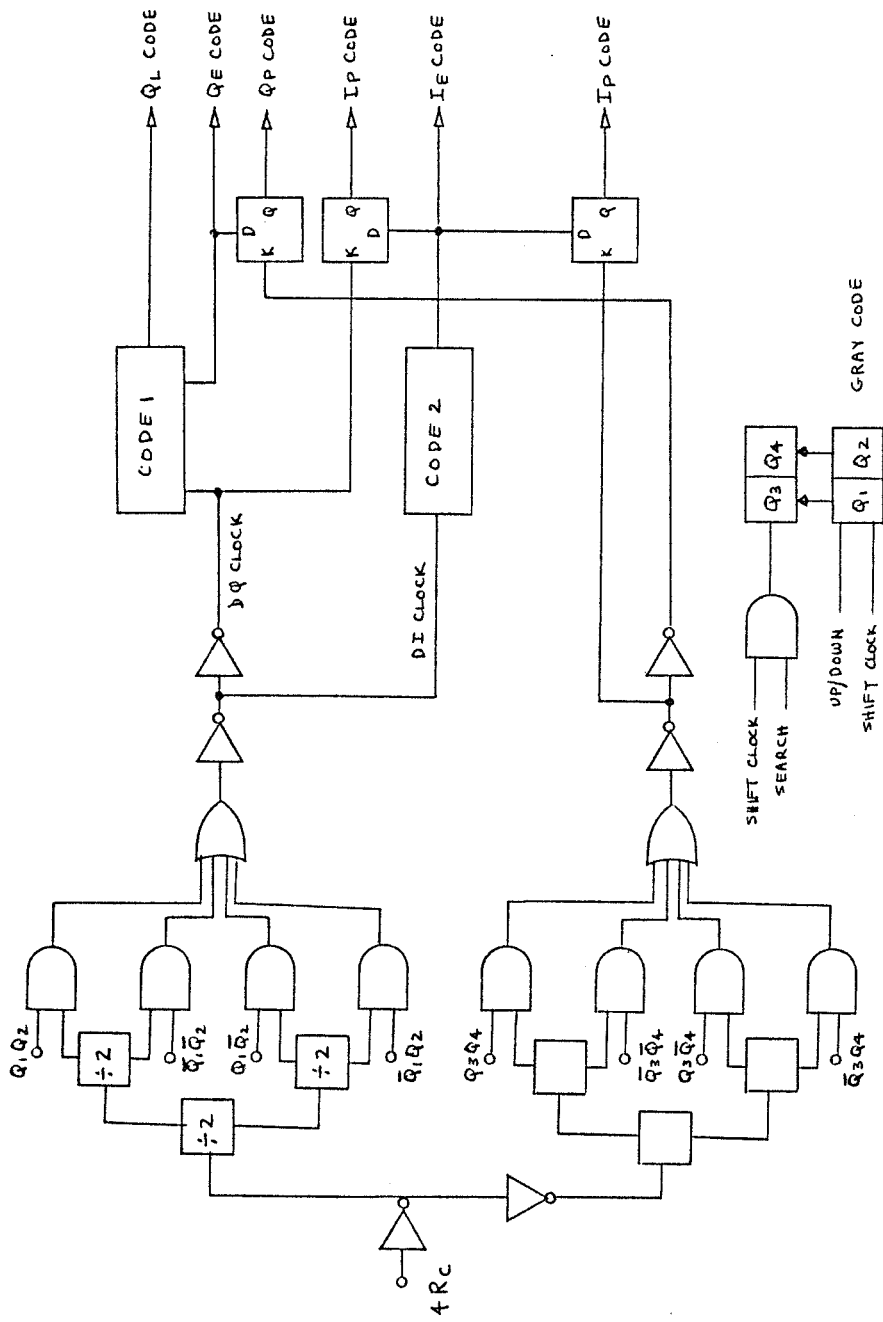 QL CODE
QE CODE
QP CODE
IP CODE
IE CODE
IP CODE
D
K Q
K Q
D
D
K Q
CODE 1
CODE 2
DQ CLOCK
DI CLOCK
Q1Q2
Q̅1Q̅2
Q1Q̅2
Q̅1Q2
÷2
÷2
÷2
4RC
Q3Q4
Q̅3Q̅4
Q3Q̅4
Q̅3Q4
SHIFT CLOCK
SEARCH
Q3 Q4
Q1 Q2
UP/DOWN
SHIFT CLOCK
GRAY CODE